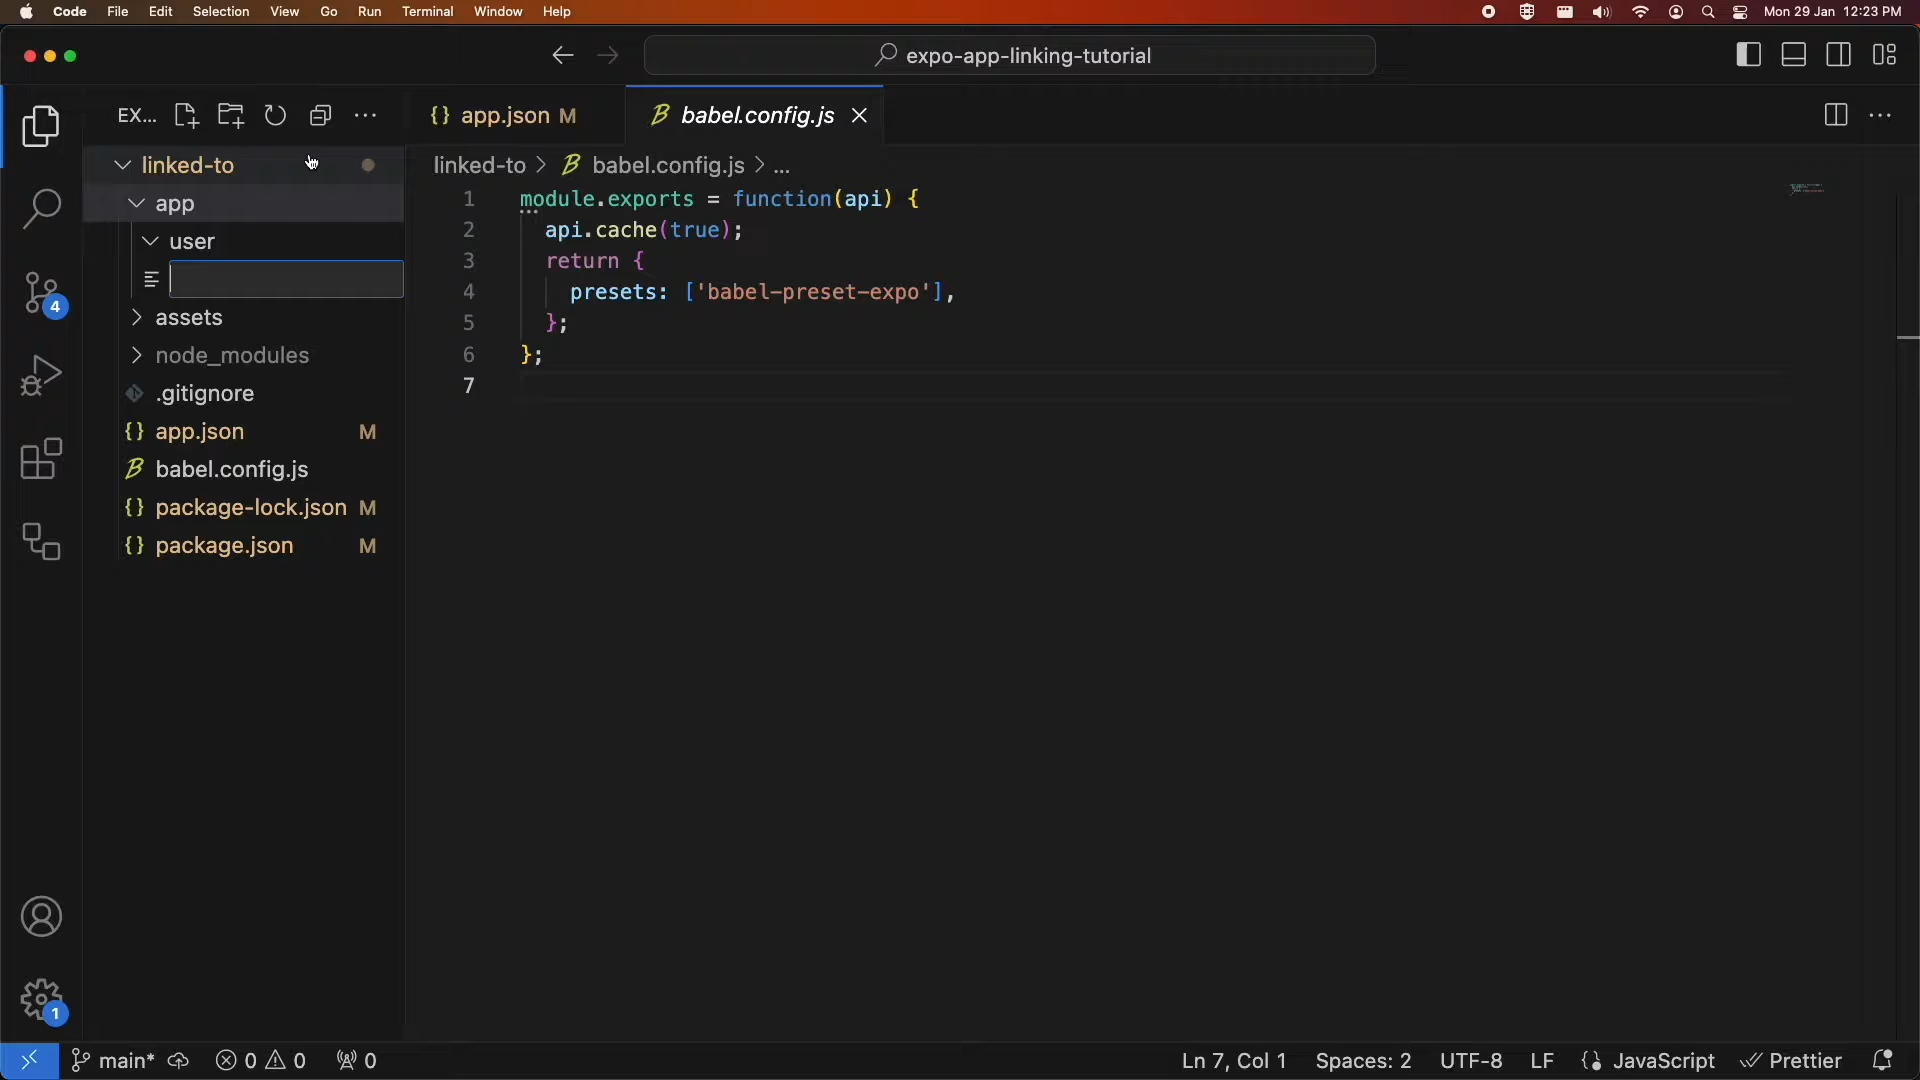 Code File Edit Selection View Go Run Terminal Window Help Mon 29 Jan 12:23 PM
expo-app-linking-tutorial
EX... app.json M babel.config.js
linked-to
linked-to > babel.config.js > ...
app
user
assets
node_modules
.gitignore
app.json M
babel.config.js
package-lock.json M
package.json M
1 module.exports = function(api) {
2 api.cache(true);
3 return {
4 presets: ['babel-preset-expo'],
5 };
6 };
7
4
1
main* 0 0 0 Ln 7, Col 1 Spaces: 2 UTF-8 LF JavaScript Prettier